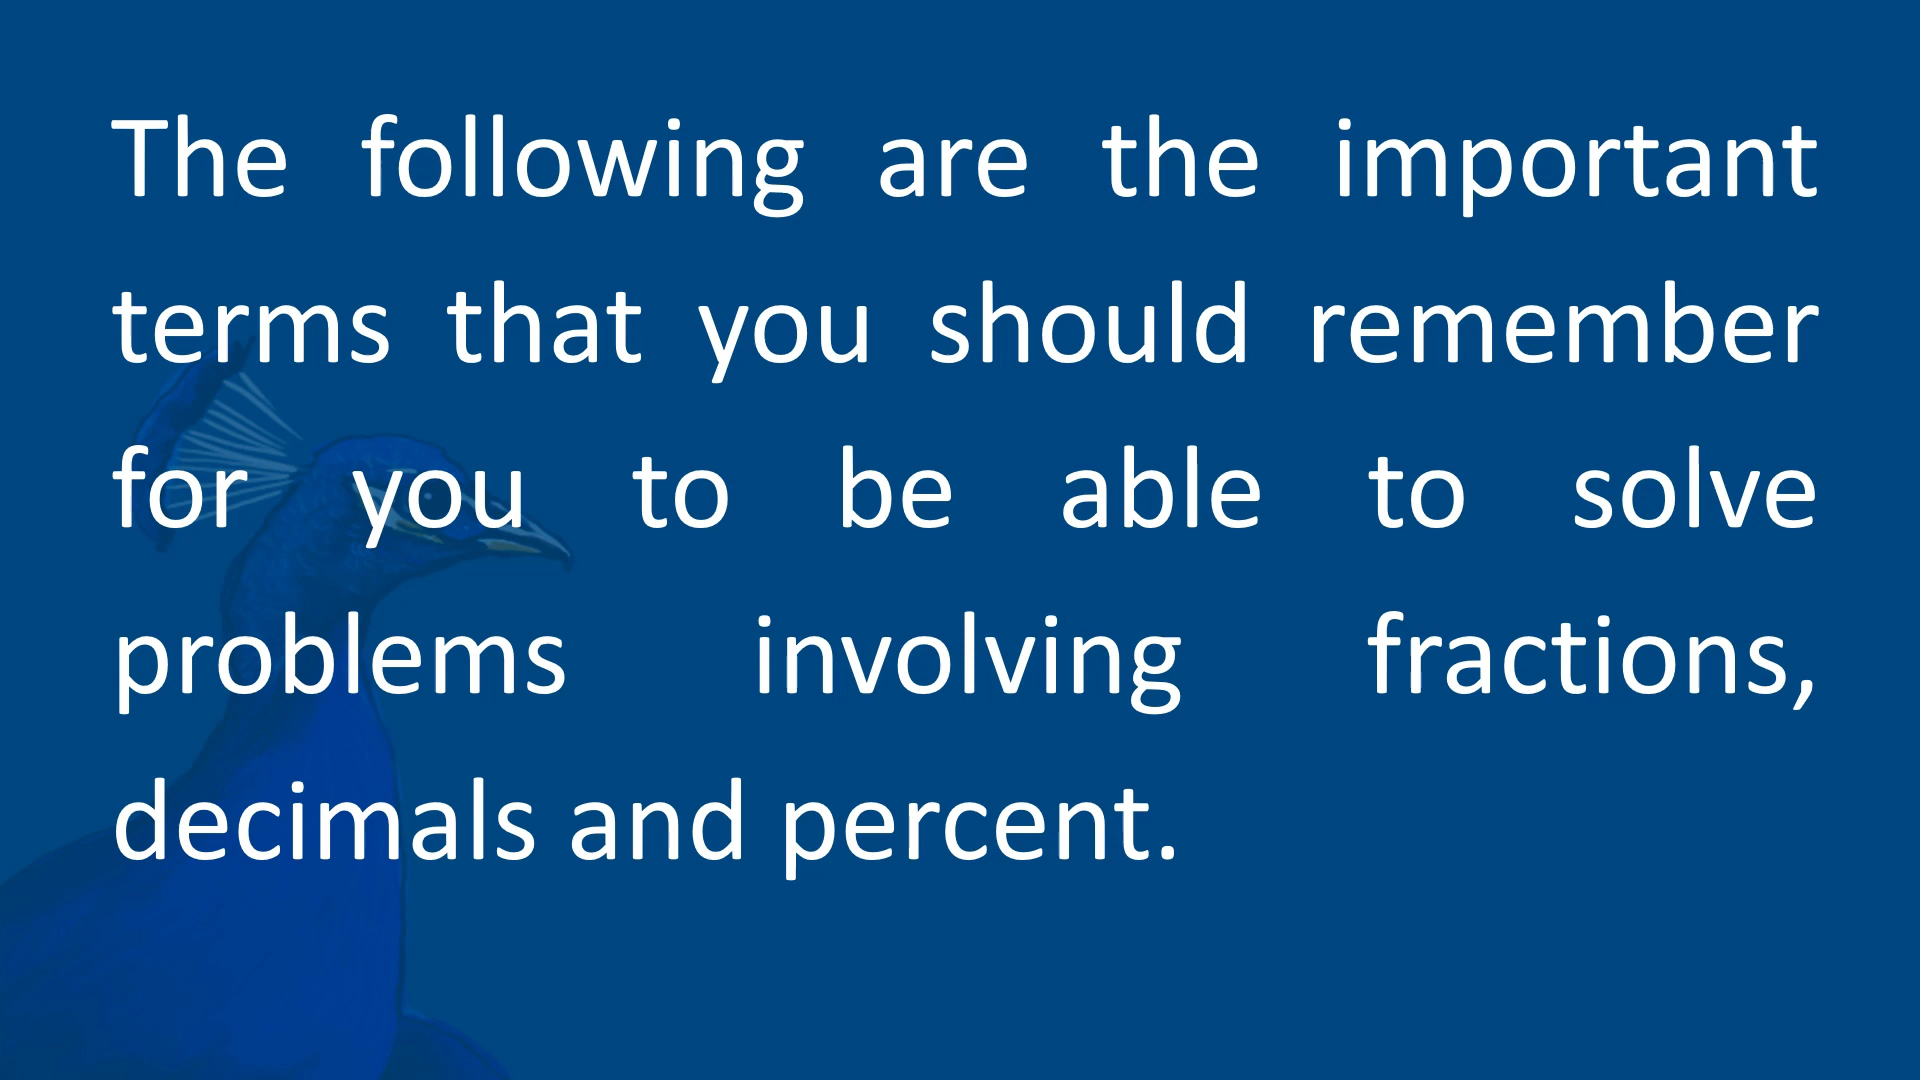 The following are the important
terms that you should remember
for you to be able to solve
problems involving fractions,
decimals and percent.